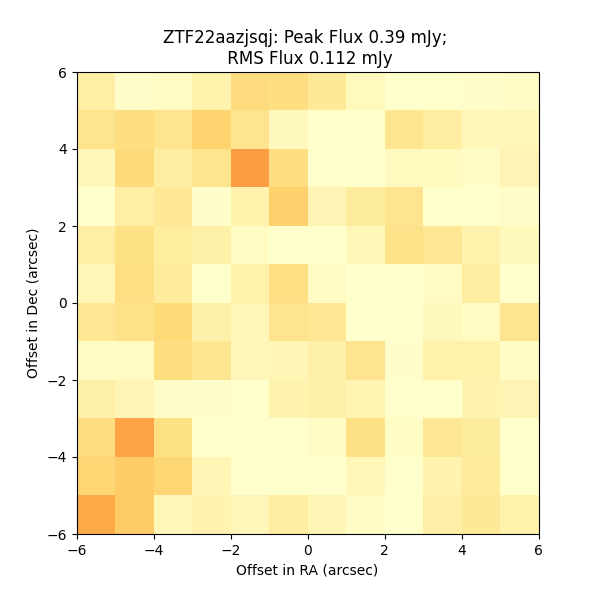 ZTF22aazjsqj: Peak Flux 0.39 mJy;
RMS Flux 0.112 mJy
6
4
2
0
−2
−4
−6
Offset in Dec (arcsec)
−6 −4 −2 0 2 4 6
Offset in RA (arcsec)